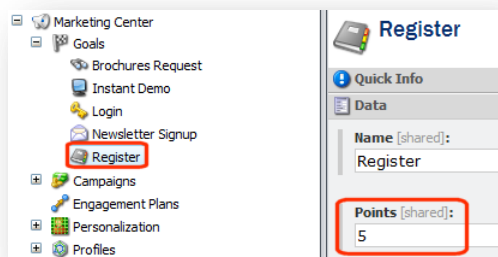 Marketing Center
Goals
Brochures Request
Instant Demo
Login
Newsletter Signup
Register
Campaigns
Engagement Plans
Personalization
Profiles
Register
Quick Info
Data
Name [shared]:
Register
Points [shared]:
5